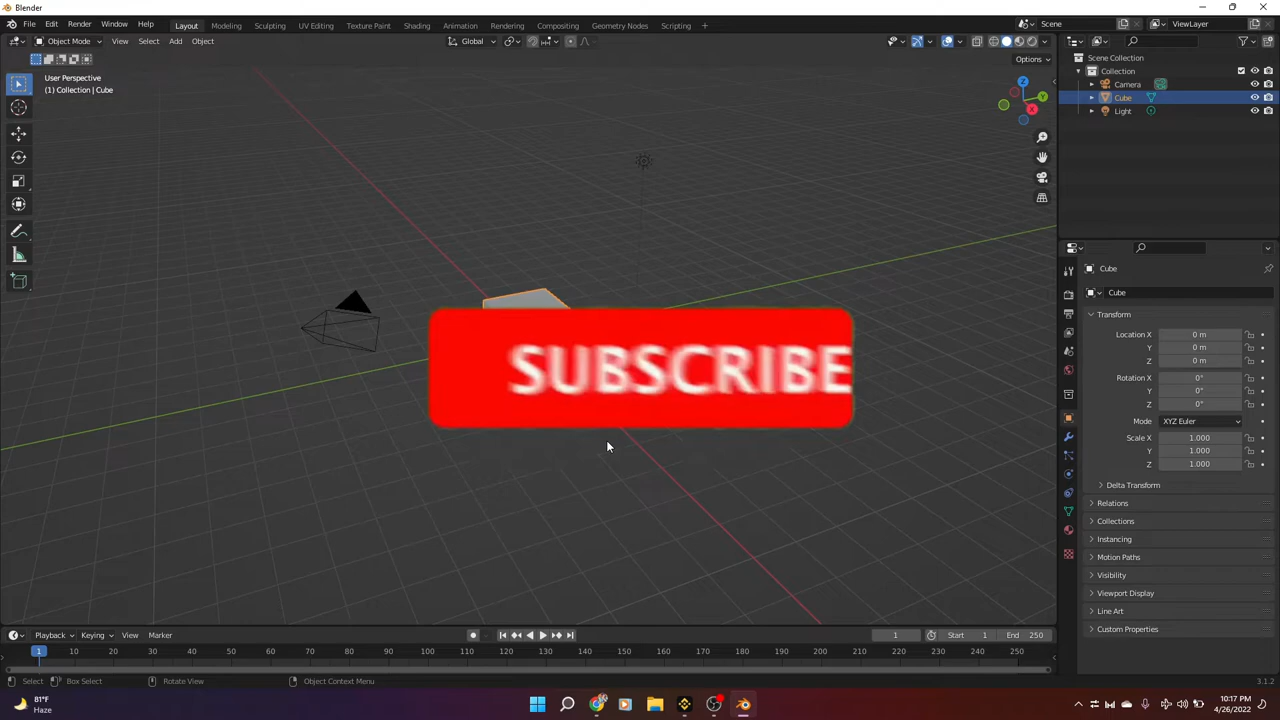 Blender
File Edit Render Window Help Layout Modeling Sculpting UV Editing Texture Paint Shading Animation Rendering Compositing Geometry Nodes Scripting + Scene ViewLayer
Object Mode View Select Add Object Global
Options
User Perspective
(1) Collection | Cube
Z
Y
X
Scene Collection
Collection
Camera
Cube
Light
SUBSCRIBE
Cube
Cube
Transform
Location X 0 m
Y 0 m
Z 0 m
Rotation X 0°
Y 0°
Z 0°
Mode XYZ Euler
Scale X 1.000
Y 1.000
Z 1.000
Delta Transform
Relations
Collections
Instancing
Motion Paths
Visibility
Viewport Display
Line Art
Custom Properties
Playback Keying View Marker 1 Start 1 End 250
1 10 20 30 40 50 60 70 80 90 100 110 120 130 140 150 160 170 180 190 200 210 220 230 240 250
Select Box Select Rotate View Object Context Menu 3.1.2
81°F
Haze
10:17 PM
4/26/2022